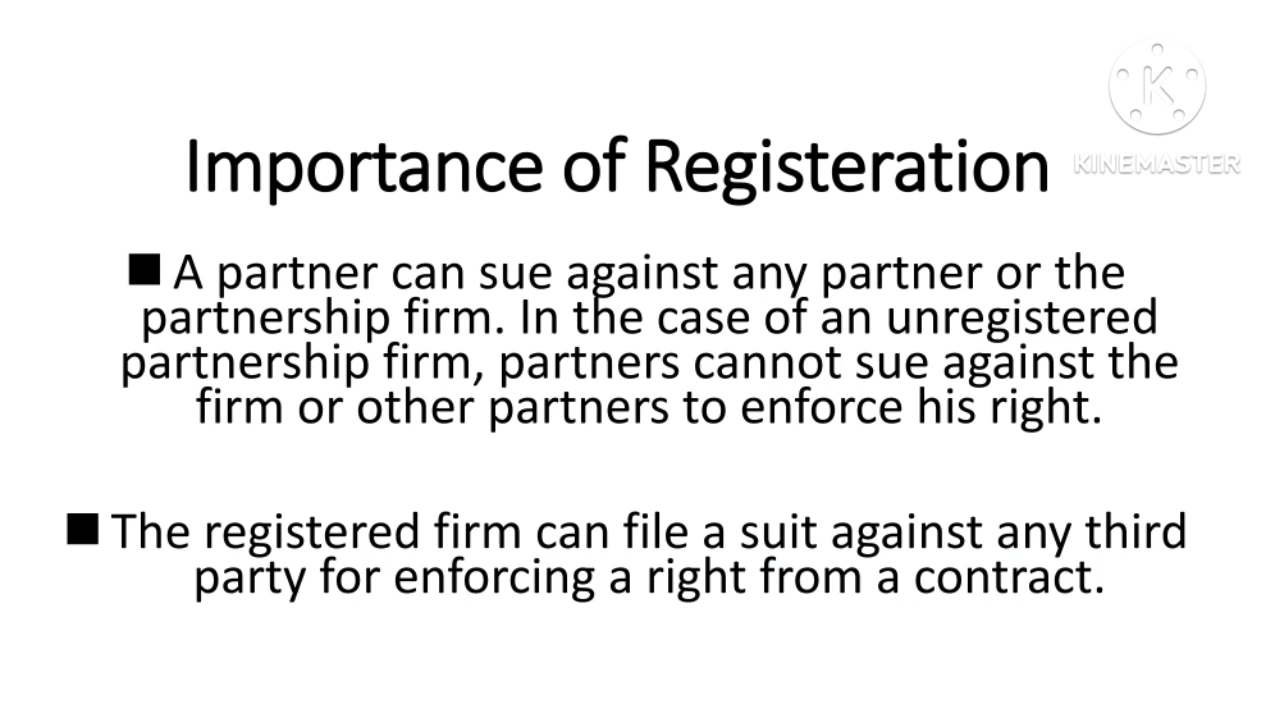 K
KINEMASTER
Importance of Registeration
■ A partner can sue against any partner or the
partnership firm. In the case of an unregistered
partnership firm, partners cannot sue against the
firm or other partners to enforce his right.
■ The registered firm can file a suit against any third
party for enforcing a right from a contract.